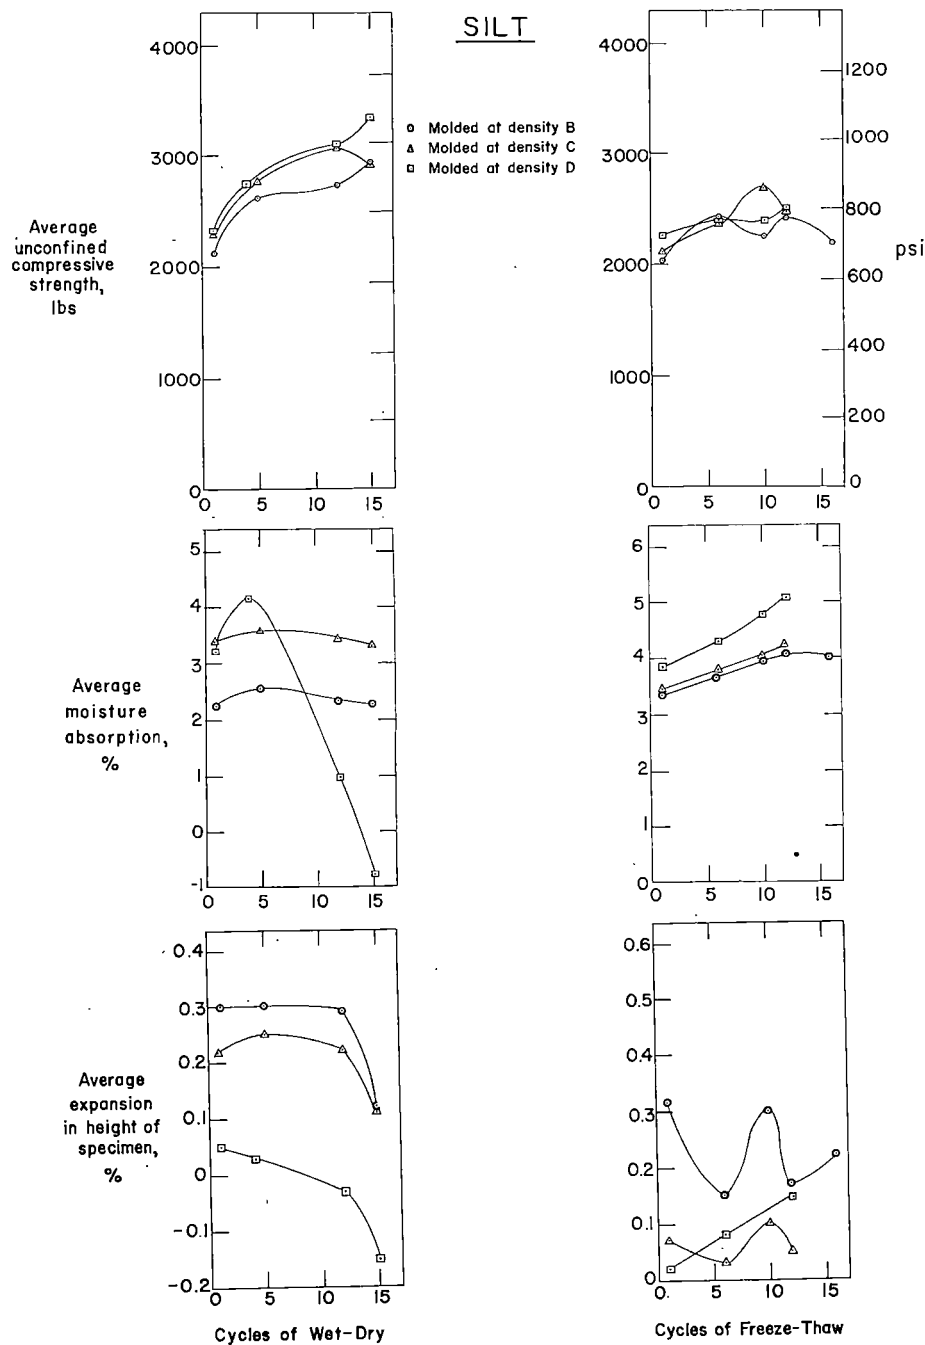 SILT
Molded at density B
Molded at density C
Molded at density D
Average
unconfined
compressive
strength,
lbs
4000
3000
2000
1000
0
0 5 10 15
4000
3000
2000
1000
0
0 5 10 15
1200
1000
800
600
400
200
0
psi
Average
moisture
absorption,
%
5
4
3
2
1
0
-1
0 5 10 15
6
5
4
3
2
1
0
0 5 10 15
Average
expansion
in height of
specimen,
%
0.4
0.3
0.2
0.1
0
-0.1
-0.2
0 5 10 15
Cycles of Wet-Dry
0.6
0.5
0.4
0.3
0.2
0.1
0
0. 5 10 15
Cycles of Freeze-Thaw